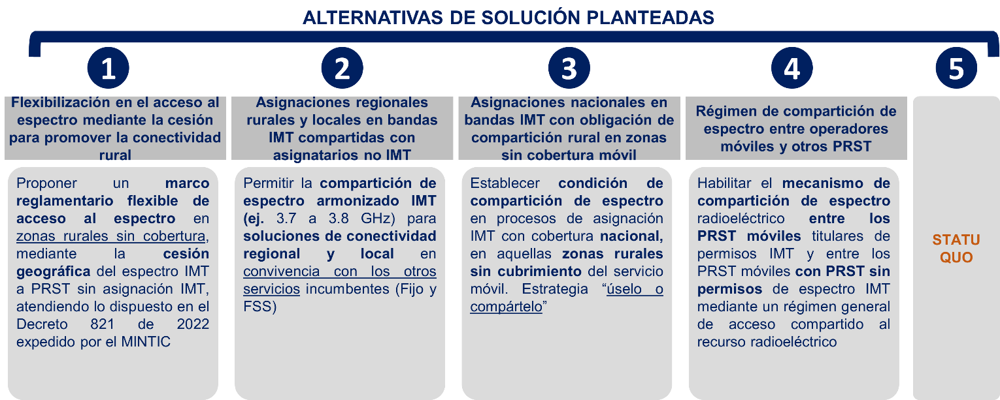 ALTERNATIVAS DE SOLUCIÓN PLANTEADAS
1
Flexibilización en el acceso al
espectro mediante la cesión
para promover la conectividad
rural
Proponer un marco
reglamentario flexible de
acceso al espectro en
zonas rurales sin cobertura,
mediante la cesión
geográfica del espectro IMT
a PRST sin asignación IMT,
atendiendo lo dispuesto en el
Decreto 821 de 2022
expedido por el MINTIC
2
Asignaciones regionales
rurales y locales en bandas
IMT compartidas con
asignatarios no IMT
Permitir la compartición de
espectro armonizado IMT
(ej. 3.7 a 3.8 GHz) para
soluciones de conectividad
regional y local en
convivencia con los otros
servicios incumbentes (Fijo y
FSS)
3
Asignaciones nacionales en
bandas IMT con obligación de
compartición rural en zonas
sin cobertura móvil
Establecer condición de
compartición de espectro
en procesos de asignación
IMT con cobertura nacional,
en aquellas zonas rurales
sin cubrimiento del servicio
móvil. Estrategia “úselo o
compártelo”
4
Régimen de compartición de
espectro entre operadores
móviles y otros PRST
Habilitar el mecanismo de
compartición de espectro
radioeléctrico entre los
PRST móviles titulares de
permisos IMT y entre los
PRST móviles con PRST sin
permisos de espectro IMT
mediante un régimen general
de acceso compartido al
recurso radioeléctrico
5
STATU
QUO